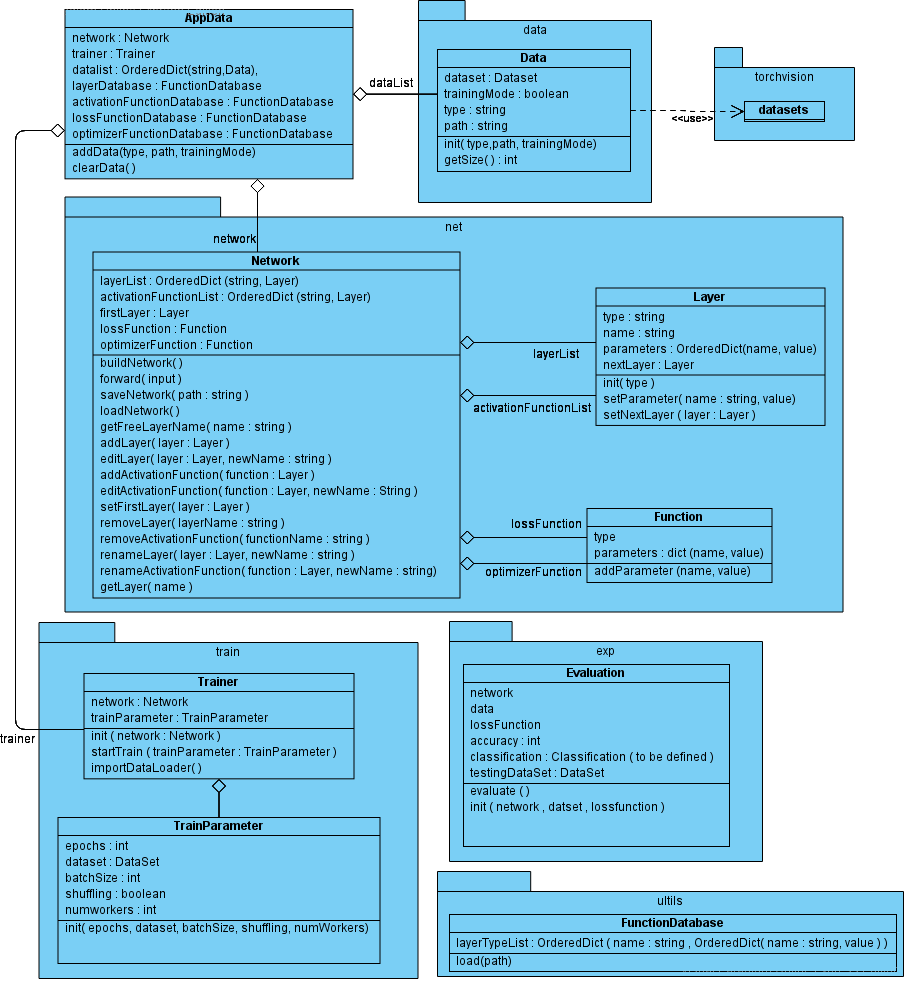 AppData
network : Network
trainer : Trainer
datalist : OrderedDict(string,Data),
layerDatabase : FunctionDatabase
activationFunctionDatabase : FunctionDatabase
lossFunctionDatabase : FunctionDatabase
optimizerFunctionDatabase : FunctionDatabase
addData(type, path, trainingMode)
clearData( )
dataList
data
Data
dataset : Dataset
trainingMode : boolean
type : string
path : string
init( type,path, trainingMode)
getSize( ) : int
<<use>>
torchvision
datasets
network
net
Network
layerList : OrderedDict (string, Layer)
activationFunctionList : OrderedDict (string, Layer)
firstLayer : Layer
lossFunction : Function
optimizerFunction : Function
buildNetwork( )
forward( input )
saveNetwork( path : string )
loadNetwork( )
getFreeLayerName( name : string )
addLayer( layer : Layer )
editLayer( layer : Layer, newName : string )
addActivationFunction( function : Layer )
editActivationFunction( function : Layer, newName : String )
setFirstLayer( layer : Layer )
removeLayer( layerName : string )
removeActivationFunction( functionName : string )
renameLayer( layer : Layer, newName : string )
renameActivationFunction( function : Layer, newName : string)
getLayer( name )
layerList
activationFunctionList
Layer
type : string
name : string
parameters : OrderedDict(name, value)
nextLayer : Layer
init( type )
setParameter( name : string, value)
setNextLayer ( layer : Layer )
lossFunction
optimizerFunction
Function
type
parameters : dict (name, value)
addParameter (name, value)
trainer
train
Trainer
network : Network
trainParameter : TrainParameter
init ( network : Network )
startTrain ( trainParameter : TrainParameter )
importDataLoader( )
TrainParameter
epochs : int
dataset : DataSet
batchSize : int
shuffling : boolean
numworkers : int
init( epochs, dataset, batchSize, shuffling, numWorkers)
exp
Evaluation
network
data
lossFunction
accuracy : int
classification : Classification ( to be defined )
testingDataSet : DataSet
evaluate ( )
init ( network , datset , lossfunction )
ultils
FunctionDatabase
layerTypeList : OrderedDict ( name : string , OrderedDict( name : string, value ) )
load(path)